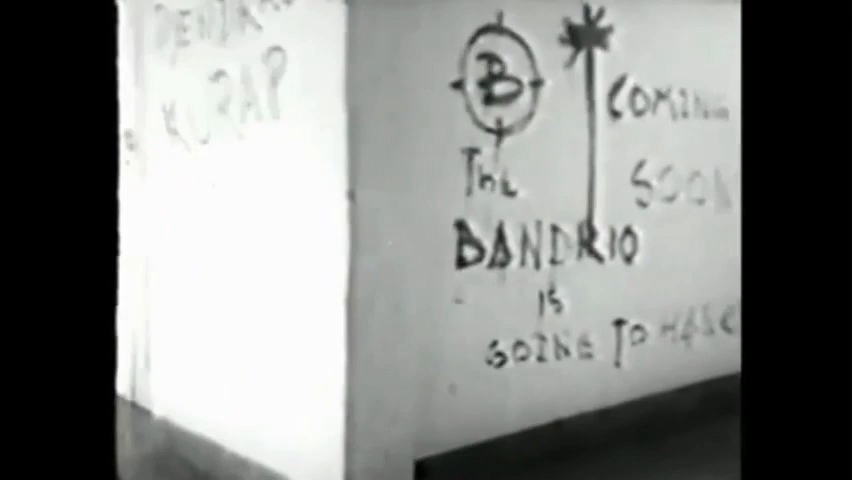 KURAP
B
COMING
SOON
The
BANDRIO
IS
GOING TO